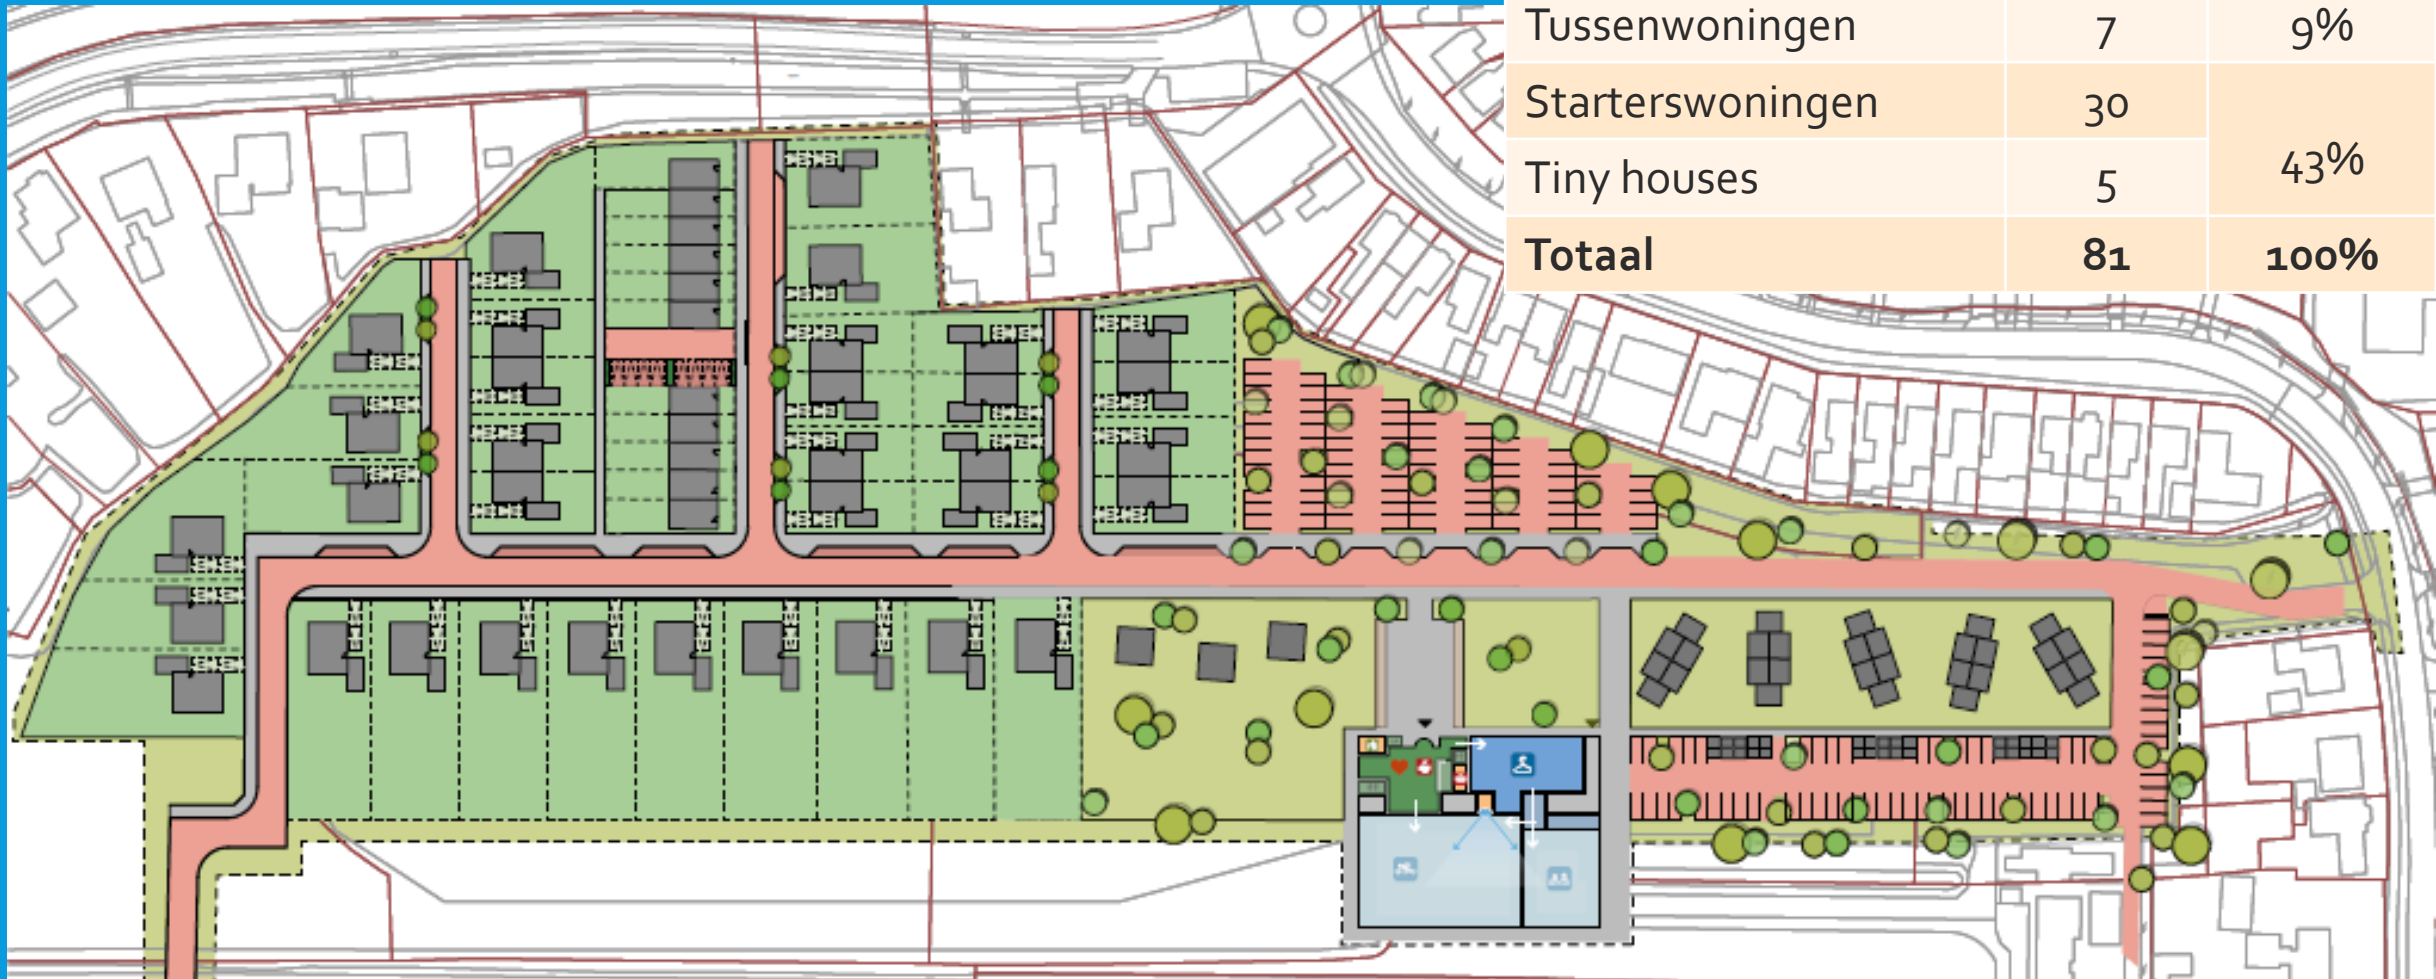 Tussenwoningen 7 9%
Starterswoningen 30
43%
Tiny houses 5
Totaal 81 100%